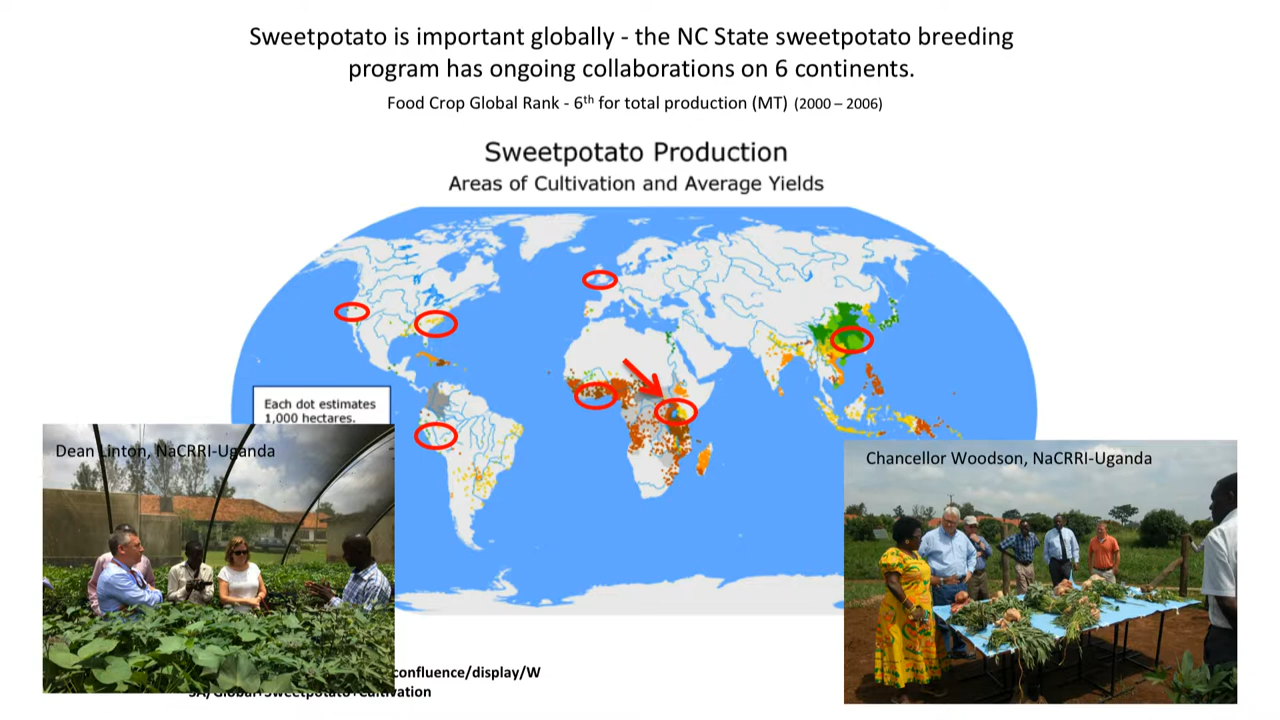 Sweetpotato is important globally - the NC State sweetpotato breeding
program has ongoing collaborations on 6 continents.
Food Crop Global Rank - 6th for total production (MT) (2000 – 2006)
Sweetpotato Production
Areas of Cultivation and Average Yields
Each dot estimates
1,000 hectares.
Dean Linton, NaCRRI-Uganda
Chancellor Woodson, NaCRRI-Uganda
confluence/display/W